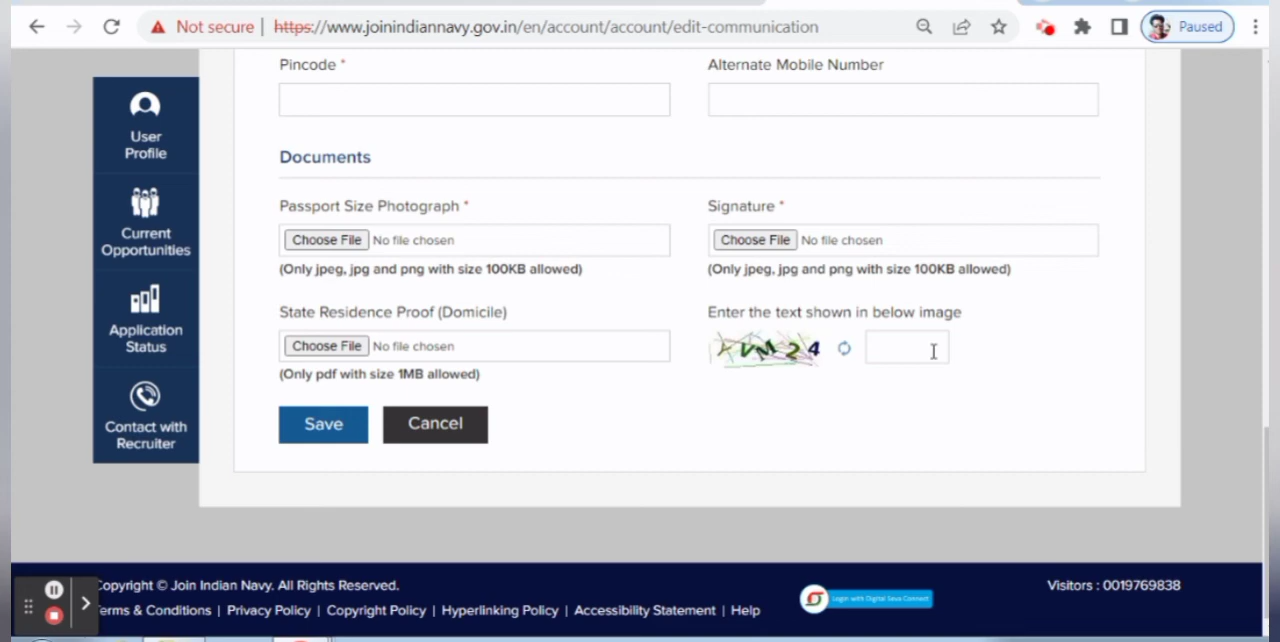 Not secure | https://www.joinindiannavy.gov.in/en/account/account/edit-communication
Paused
Pincode *
Alternate Mobile Number
User
Profile
Current
Opportunities
Application
Status
Contact with
Recruiter
Documents
Passport Size Photograph *
Signature *
Choose File No file chosen
Choose File No file chosen
(Only jpeg, jpg and png with size 100KB allowed)
(Only jpeg, jpg and png with size 100KB allowed)
State Residence Proof (Domicile)
Enter the text shown in below image
Choose File No file chosen
(Only pdf with size 1MB allowed)
Save
Cancel
Copyright © Join Indian Navy. All Rights Reserved.
Visitors : 0019769838
Terms & Conditions | Privacy Policy | Copyright Policy | Hyperlinking Policy | Accessibility Statement | Help
Login with Digital Seva Connect